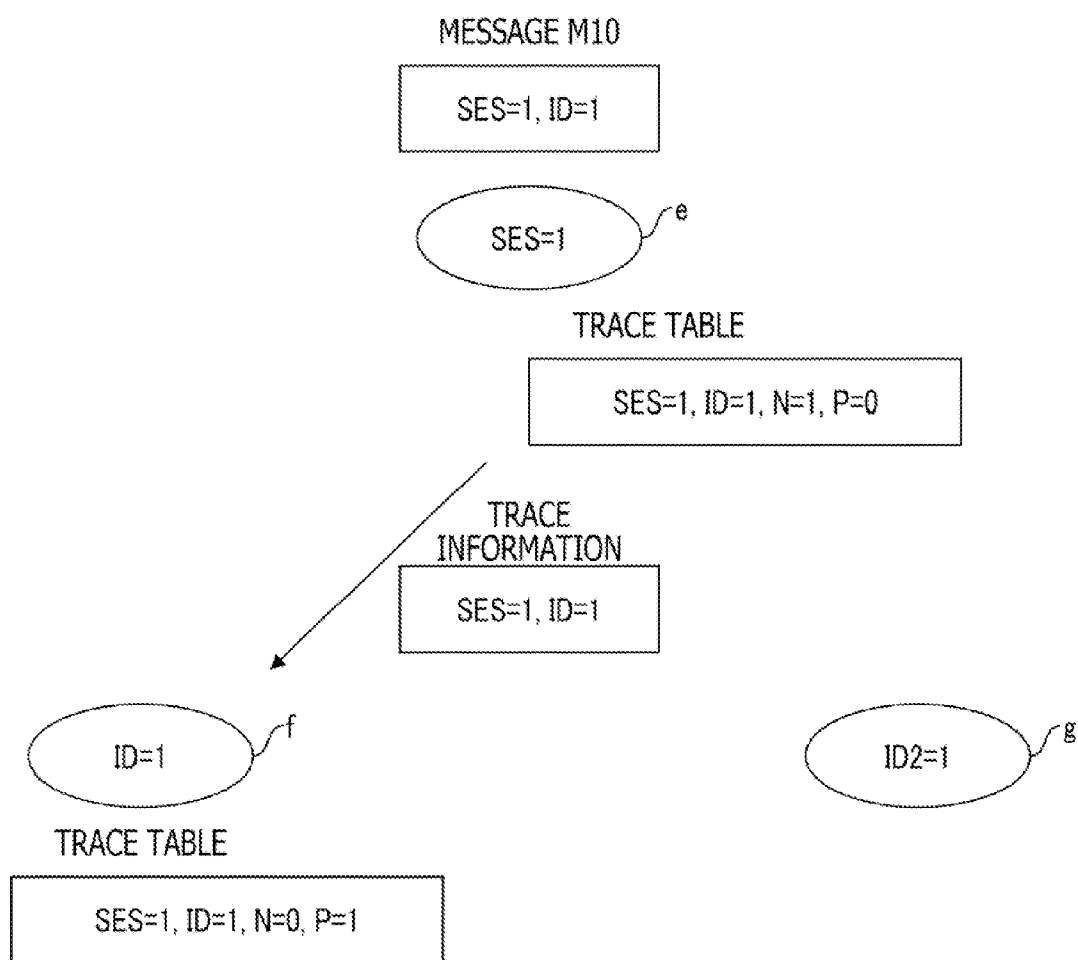 MESSAGE M10
SES=1, ID=1
SES=1
e
TRACE TABLE
SES=1, ID=1, N=1, P=0
TRACE
INFORMATION
SES=1, ID=1
ID=1
f
ID2=1
g
TRACE TABLE
SES=1, ID=1, N=0, P=1